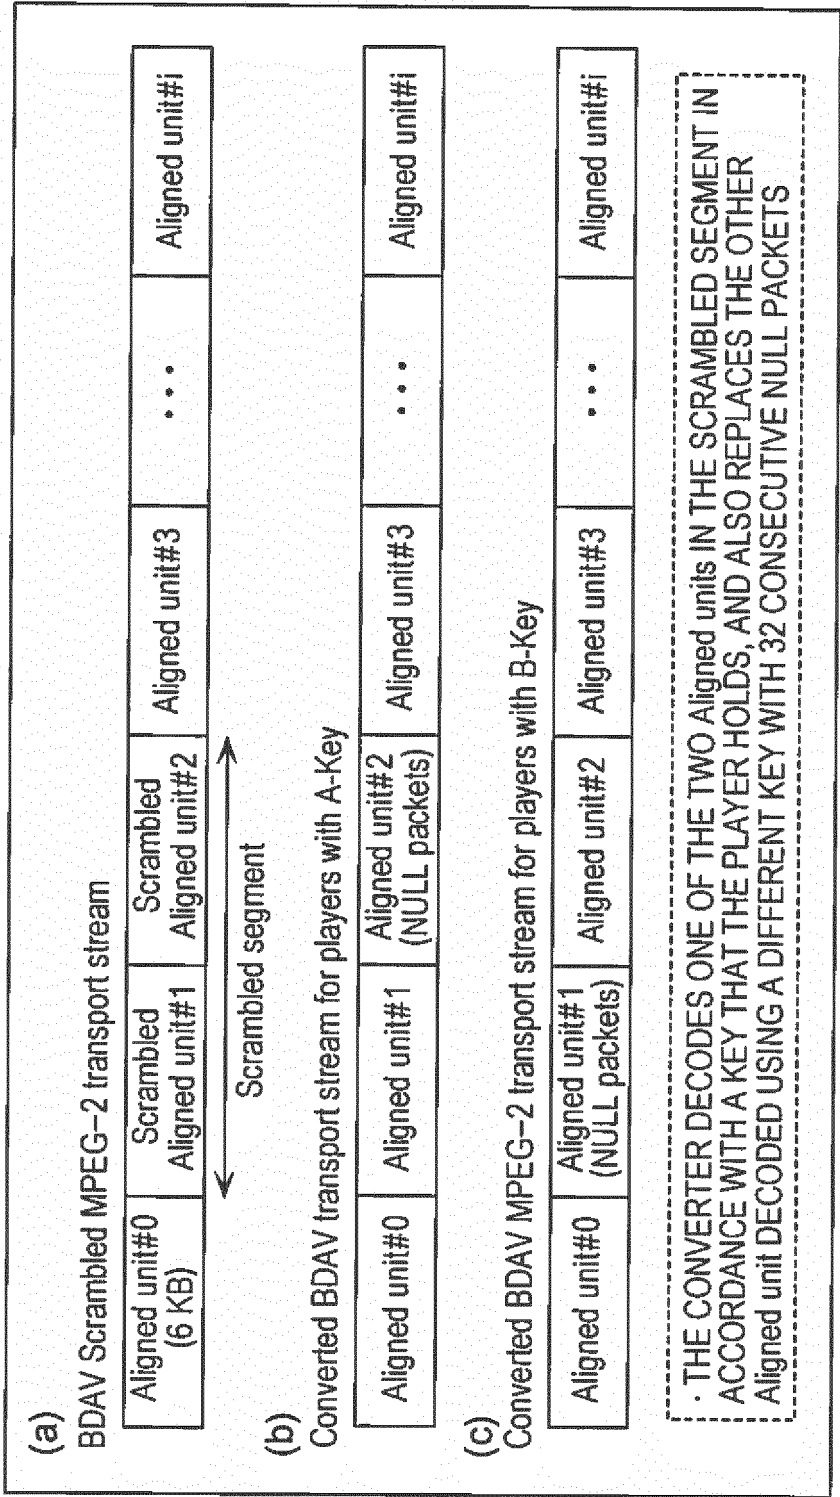 (a)
BDAV Scrambled MPEG-2 transport stream
Aligned unit#0
(6 KB)
Scrambled
Aligned unit#1
Scrambled
Aligned unit#2
Aligned unit#3
• • •
Aligned unit#i
Scrambled segment
(b)
Converted BDAV transport stream for players with A-Key
Aligned unit#0
Aligned unit#1
Aligned unit#2
(NULL packets)
Aligned unit#3
• • •
Aligned unit#i
(c)
Converted BDAV MPEG-2 transport stream for players with B-Key
Aligned unit#0
Aligned unit#1
(NULL packets)
Aligned unit#2
Aligned unit#3
• • •
Aligned unit#i
· THE CONVERTER DECODES ONE OF THE TWO Aligned units IN THE SCRAMBLED SEGMENT IN
ACCORDANCE WITH A KEY THAT THE PLAYER HOLDS, AND ALSO REPLACES THE OTHER
Aligned unit DECODED USING A DIFFERENT KEY WITH 32 CONSECUTIVE NULL PACKETS